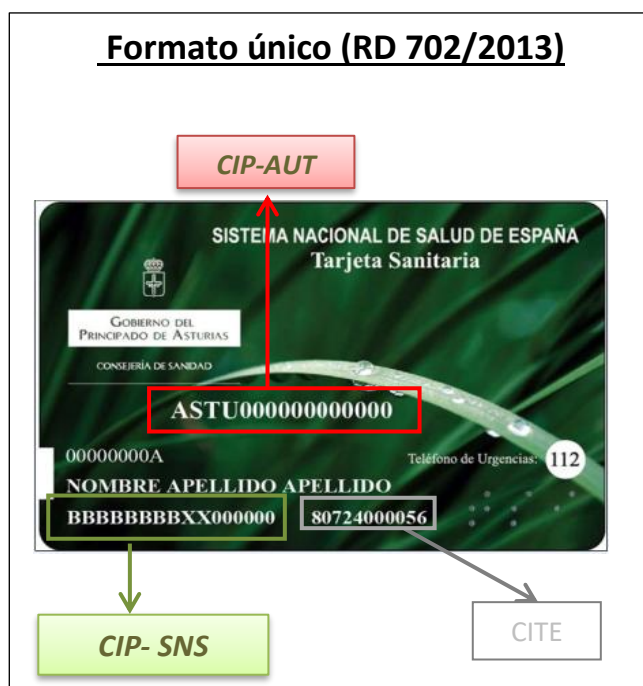 Formato único (RD 702/2013)
CIP-AUT
SISTEMA NACIONAL DE SALUD DE ESPAÑA
Tarjeta Sanitaria
GOBIERNO DEL
PRINCIPADO DE ASTURIAS
CONSEJERÍA DE SANIDAD
ASTU000000000000
00000000A
Teléfono de Urgencias: 112
NOMBRE APELLIDO APELLIDO
BBBBBBBBXX000000 80724000056
CIP- SNS
CITE